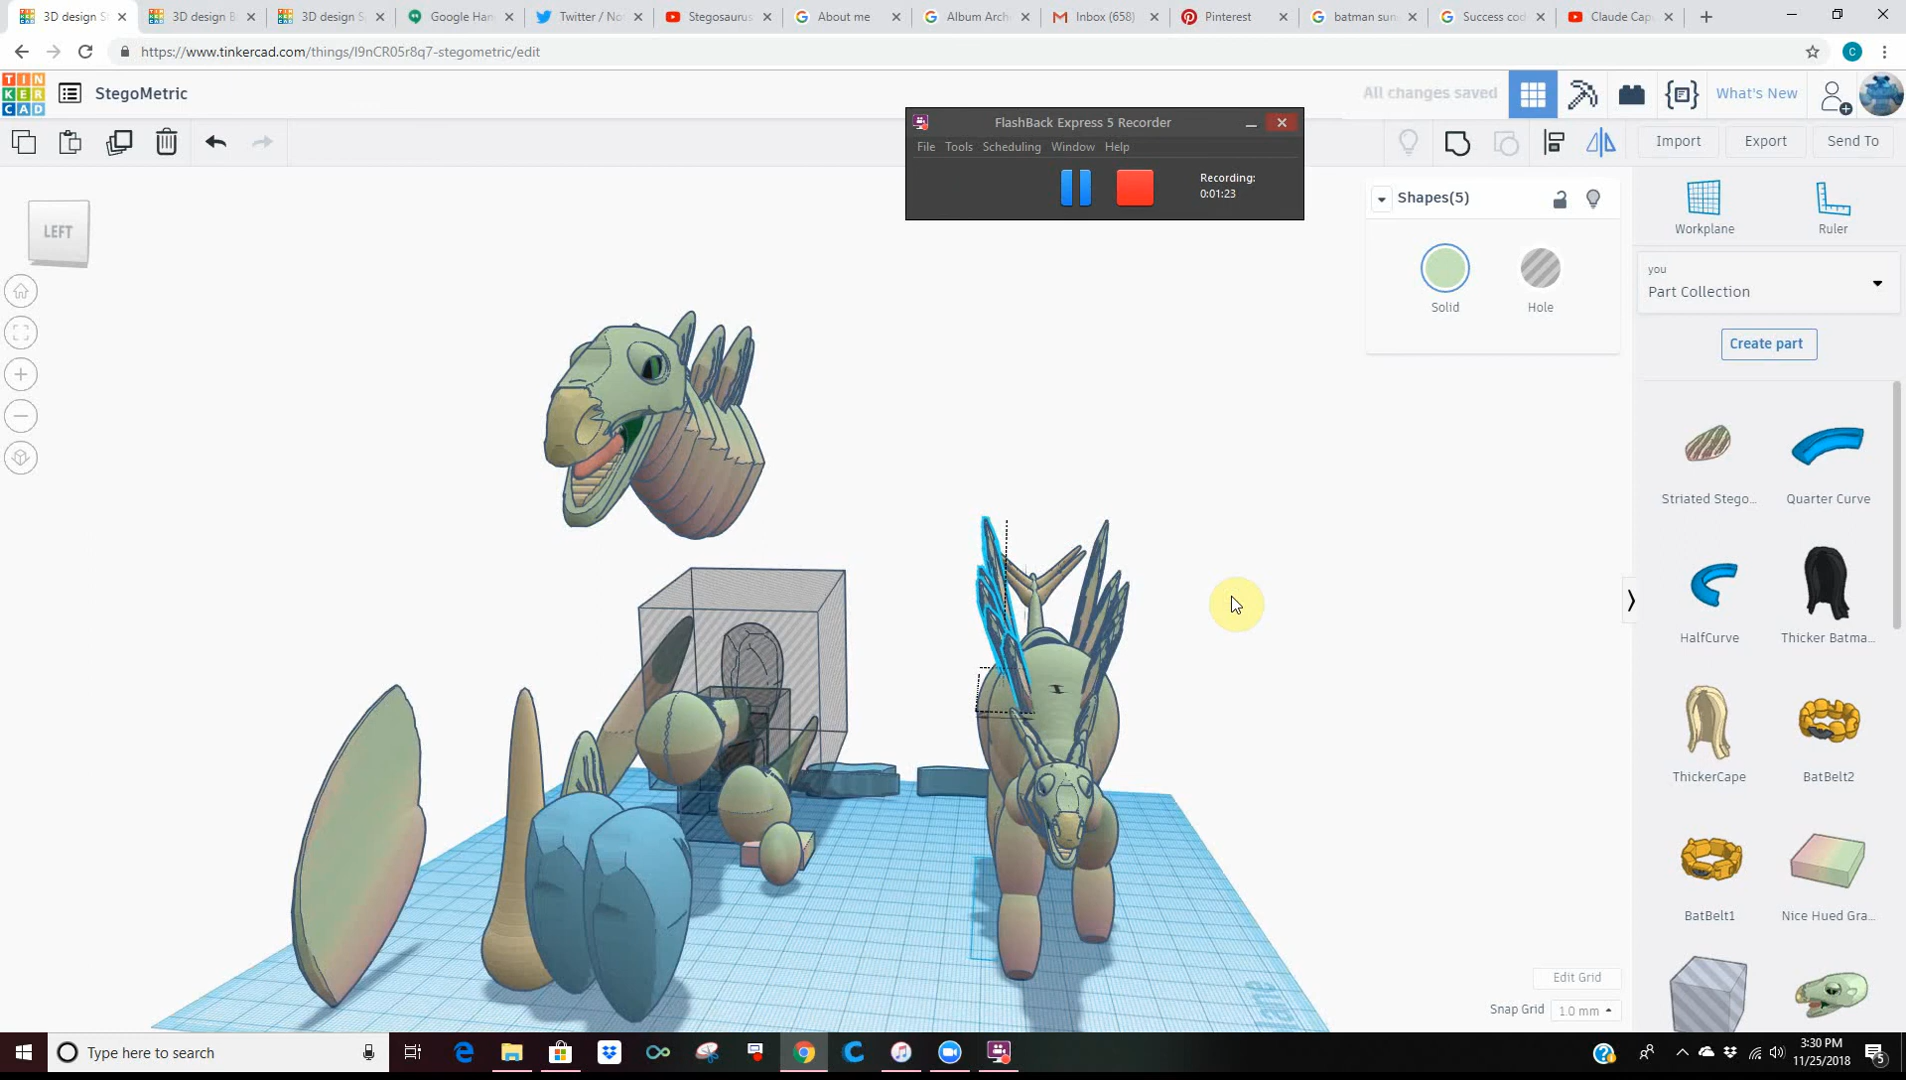 3D design St
3D design B
3D design S
Google Han
Twitter / No
Stegosaurus
About me
Album Arch
Inbox (658)
Pinterest
batman sun
Success cod
Claude Cap
https://www.tinkercad.com/things/I9nCR05r8q7-stegometric/edit
C
TIN
KER
CAD
StegoMetric
All changes saved
What's New
FlashBack Express 5 Recorder
File Tools Scheduling Window Help
Recording:
0:01:23
Import
Export
Send To
LEFT
Shapes(5)
Solid
Hole
Workplane
Ruler
you
Part Collection
Create part
Striated Stego...
Quarter Curve
HalfCurve
Thicker Batma...
ThickerCape
BatBelt2
BatBelt1
Nice Hued Gra...
Edit Grid
Snap Grid 1.0 mm
Type here to search
3:30 PM
11/25/2018
5